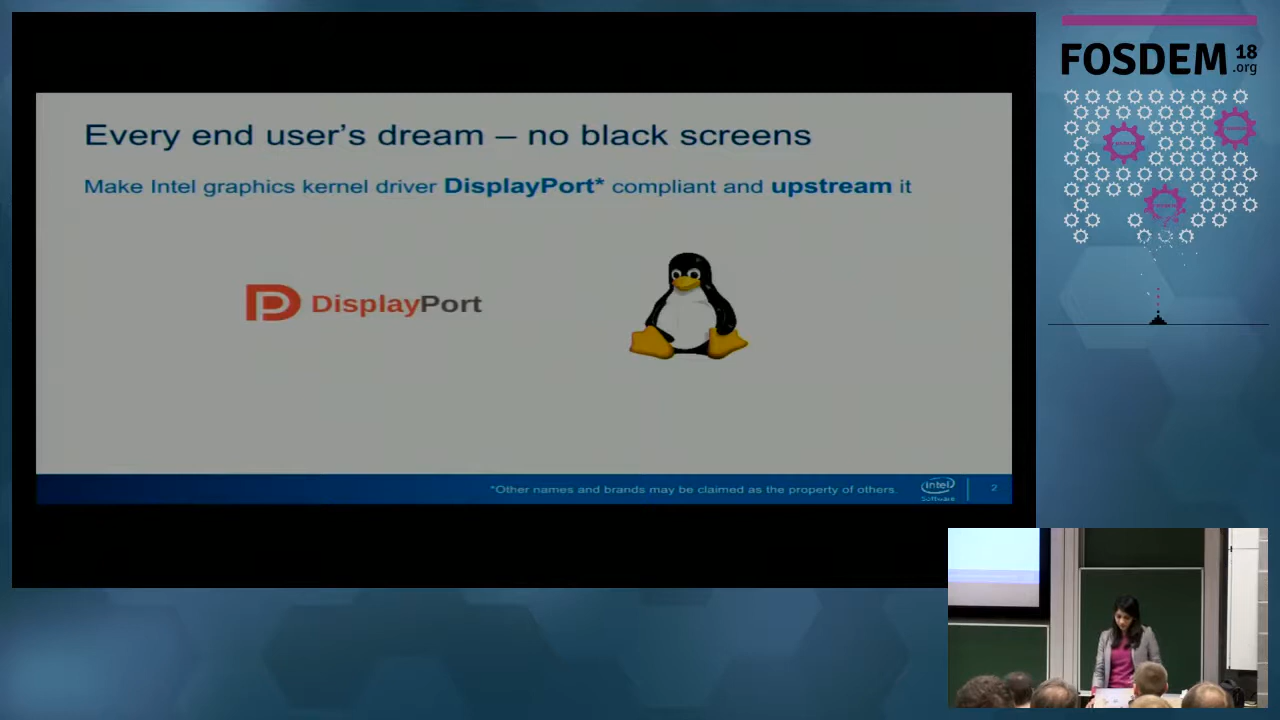 Every end user's dream – no black screens
Make Intel graphics kernel driver DisplayPort* compliant and upstream it
DisplayPort
*Other names and brands may be claimed as the property of others.
intel
Software
2
FOSDEM 18
.org